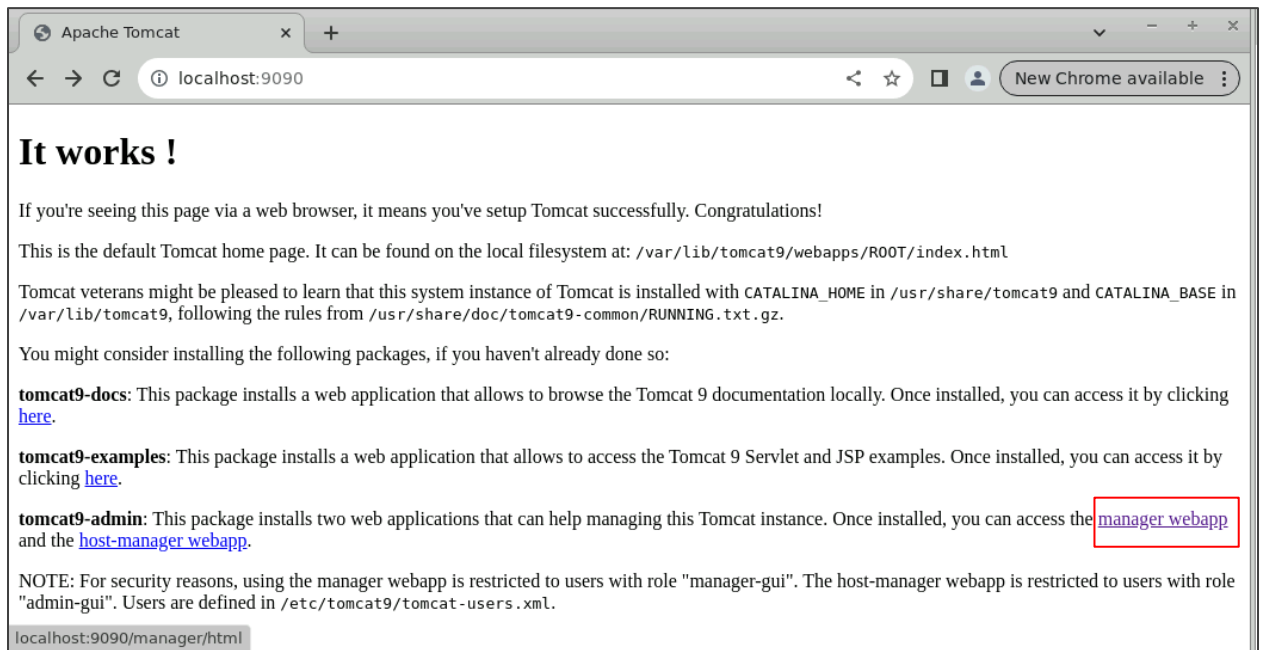 Apache Tomcat
localhost:9090
New Chrome available
It works !
If you're seeing this page via a web browser, it means you've setup Tomcat successfully. Congratulations!
This is the default Tomcat home page. It can be found on the local filesystem at: /var/lib/tomcat9/webapps/ROOT/index.html
Tomcat veterans might be pleased to learn that this system instance of Tomcat is installed with CATALINA_HOME in /usr/share/tomcat9 and CATALINA_BASE in
/var/lib/tomcat9, following the rules from /usr/share/doc/tomcat9-common/RUNNING.txt.gz.
You might consider installing the following packages, if you haven't already done so:
tomcat9-docs: This package installs a web application that allows to browse the Tomcat 9 documentation locally. Once installed, you can access it by clicking
here.
tomcat9-examples: This package installs a web application that allows to access the Tomcat 9 Servlet and JSP examples. Once installed, you can access it by
clicking here.
tomcat9-admin: This package installs two web applications that can help managing this Tomcat instance. Once installed, you can access the manager webapp
and the host-manager webapp.
NOTE: For security reasons, using the manager webapp is restricted to users with role "manager-gui". The host-manager webapp is restricted to users with role
"admin-gui". Users are defined in /etc/tomcat9/tomcat-users.xml.
localhost:9090/manager/html